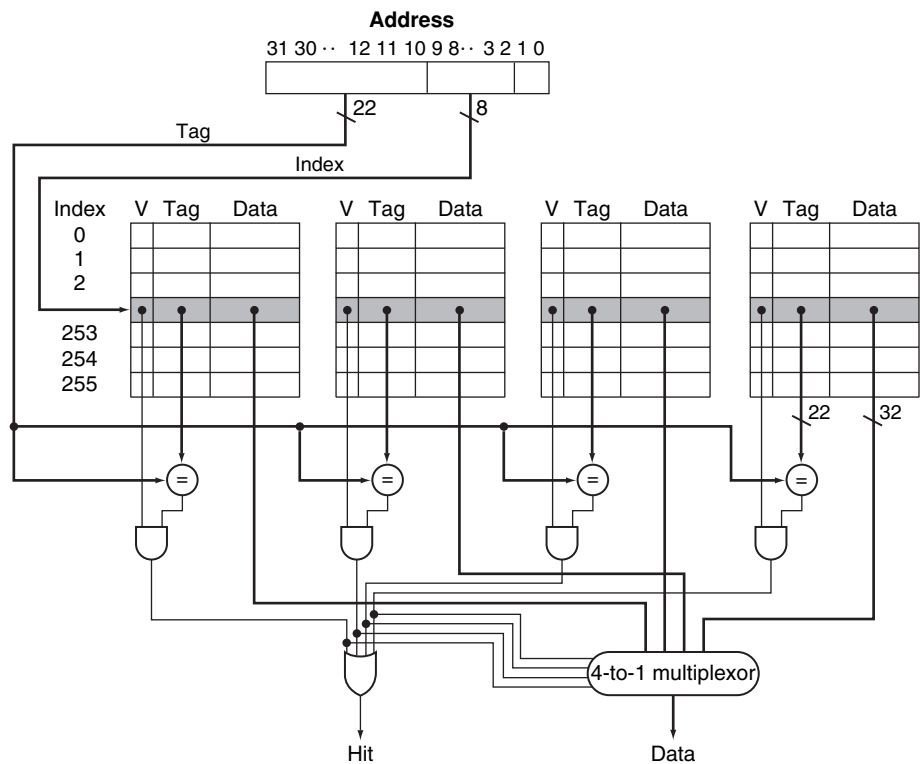 Address
31 30 ·· 12 11 10 9 8 ·· 3 2 1 0
22
8
Tag
Index
Index V Tag Data V Tag Data V Tag Data V Tag Data
0
1
2
253
254
255
22 32
= = = =
4-to-1 multiplexor
Hit Data